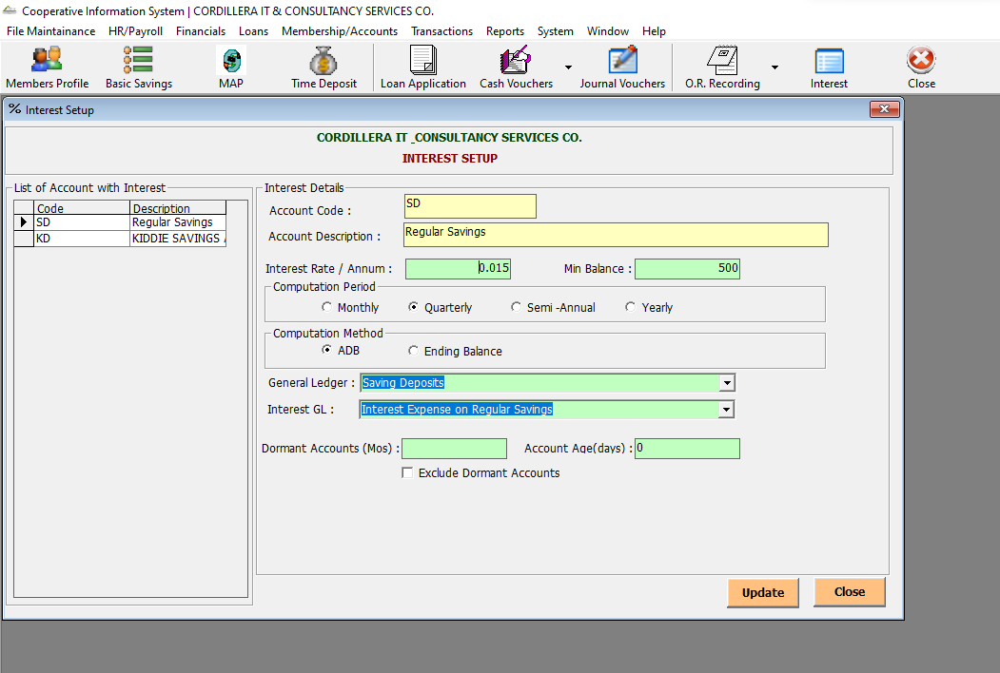 Cooperative Information System | CORDILLERA IT & CONSULTANCY SERVICES CO.
File Maintainance HR/Payroll Financials Loans Membership/Accounts Transactions Reports System Window Help
Members Profile Basic Savings MAP Time Deposit Loan Application Cash Vouchers Journal Vouchers O.R. Recording Interest Close
% Interest Setup
CORDILLERA IT _CONSULTANCY SERVICES CO.
INTEREST SETUP
List of Account with Interest
Code Description
SD Regular Savings
KD KIDDIE SAVINGS
Interest Details
Account Code : SD
Account Description : Regular Savings
Interest Rate / Annum : 0.015 Min Balance : 500
Computation Period
Monthly Quarterly Semi -Annual Yearly
Computation Method
ADB Ending Balance
General Ledger : Saving Deposits
Interest GL : Interest Expense on Regular Savings
Dormant Accounts (Mos) : Account Age(days) : 0
Exclude Dormant Accounts
Update Close